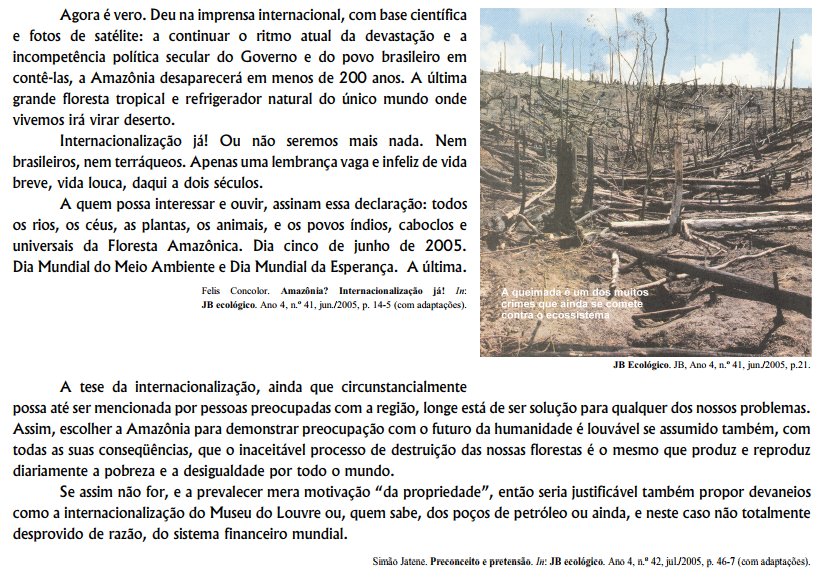 Agora é vero. Deu na imprensa internacional, com base científica
e fotos de satélite: a continuar o ritmo atual da devastação e a
incompetência política secular do Governo e do povo brasileiro em
contê-las, a Amazônia desaparecerá em menos de 200 anos. A última
grande floresta tropical e refrigerador natural do único mundo onde
vivemos irá virar deserto.
Internacionalização já! Ou não seremos mais nada. Nem
brasileiros, nem terráqueos. Apenas uma lembrança vaga e infeliz de vida
breve, vida louca, daqui a dois séculos.
A quem possa interessar e ouvir, assinam essa declaração: todos
os rios, os céus, as plantas, os animais, e os povos índios, caboclos e
universais da Floresta Amazônica. Dia cinco de junho de 2005.
Dia Mundial do Meio Ambiente e Dia Mundial da Esperança. A última.
Felis Concolor. Amazônia? Internacionalização já! In:
JB ecológico. Ano 4, n.º 41, jun./2005, p. 14-5 (com adaptações).
A queimada é um dos muitos
crimes que ainda se comete
contra o ecossistema
JB Ecológico. JB, Ano 4, n.º 41, jun./2005, p.21.
A tese da internacionalização, ainda que circunstancialmente
possa até ser mencionada por pessoas preocupadas com a região, longe está de ser solução para qualquer dos nossos problemas.
Assim, escolher a Amazônia para demonstrar preocupação com o futuro da humanidade é louvável se assumido também, com
todas as suas conseqüências, que o inaceitável processo de destruição das nossas florestas é o mesmo que produz e reproduz
diariamente a pobreza e a desigualdade por todo o mundo.
Se assim não for, e a prevalecer mera motivação “da propriedade”, então seria justificável também propor devaneios
como a internacionalização do Museu do Louvre ou, quem sabe, dos poços de petróleo ou ainda, e neste caso não totalmente
desprovido de razão, do sistema financeiro mundial.
Simão Jatene. Preconceito e pretensão. In: JB ecológico. Ano 4, n.º 42, jul./2005, p. 46-7 (com adaptações).